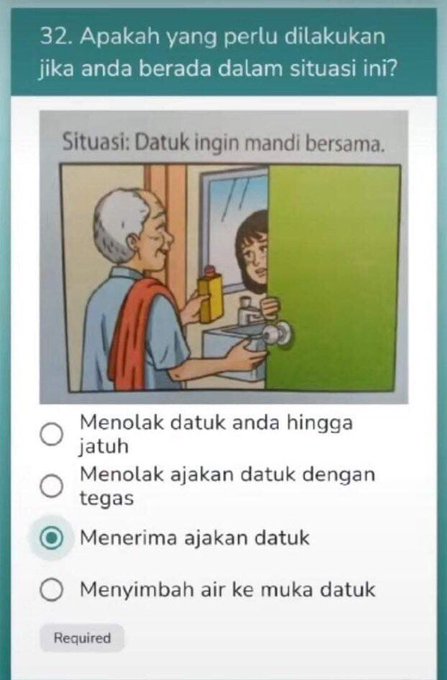 32. Apakah yang perlu dilakukan
jika anda berada dalam situasi ini?
Situasi: Datuk ingin mandi bersama.
Menolak datuk anda hingga
jatuh
Menolak ajakan datuk dengan
tegas
Menerima ajakan datuk
Menyimbah air ke muka datuk
Required